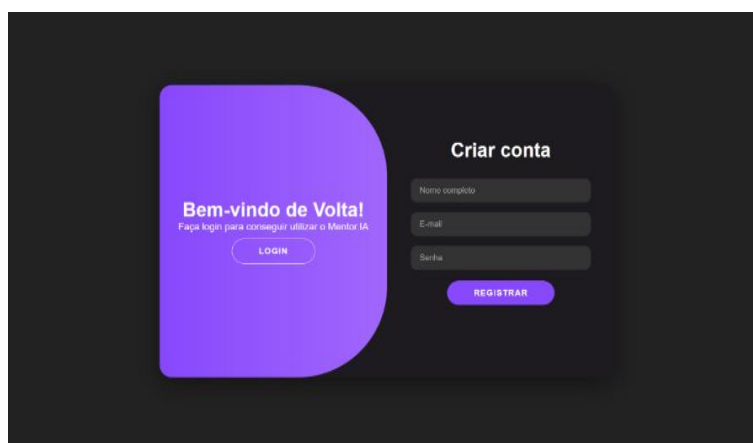 Bem-vindo de Volta!
Faça login para conseguir utilizar o Mentor IA
LOGIN
Criar conta
Nome completo
E-mail
Senha
REGISTRAR